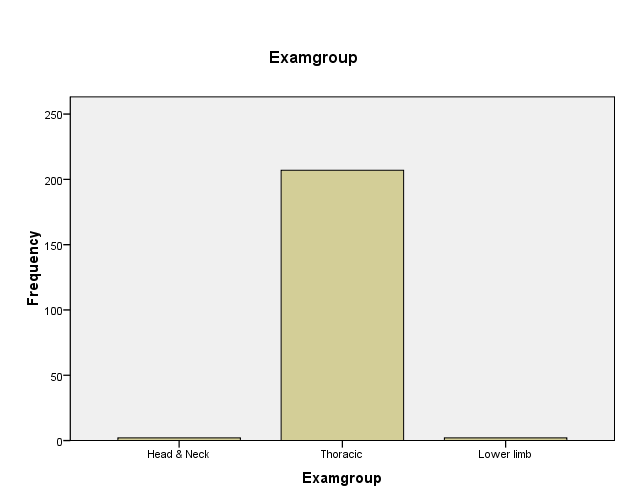 Examgroup
250
200
150
100
50
0
Frequency
Head & Neck
Thoracic
Lower limb
Examgroup